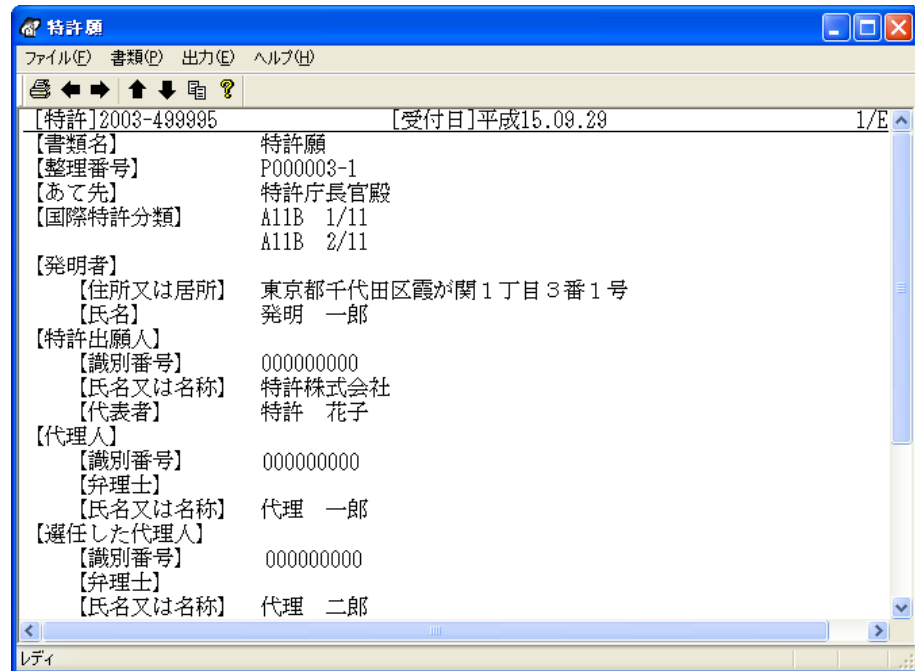 特許願
ファイル(F) 書類(P) 出力(E) ヘルプ(H)
[特許]2003-499995 [受付日]平成15.09.29 1/E
【書類名】 特許願
【整理番号】 P000003-1
【あて先】 特許庁長官殿
【国際特許分類】 A11B 1/11
A11B 2/11
【発明者】
【住所又は居所】 東京都千代田区霞が関１丁目３番１号
【氏名】 発明 一郎
【特許出願人】
【識別番号】 000000000
【氏名又は名称】 特許株式会社
【代表者】 特許 花子
【代理人】
【識別番号】 000000000
【弁理士】
【氏名又は名称】 代理 一郎
【選任した代理人】
【識別番号】 000000000
【弁理士】
【氏名又は名称】 代理 二郎
レディ